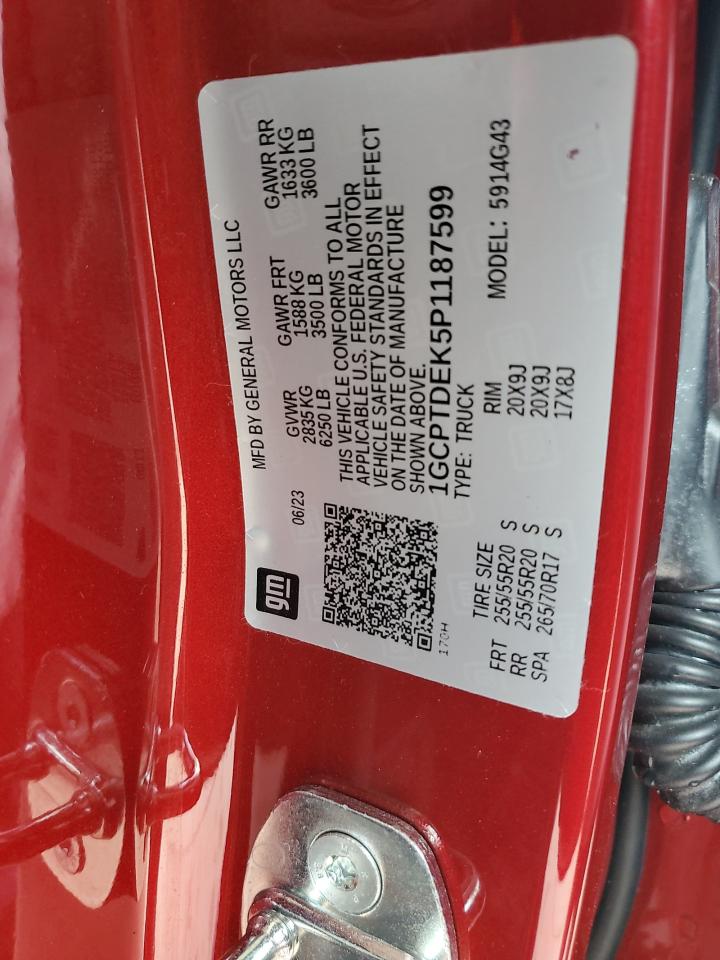 gm
06/23
MFD BY GENERAL MOTORS LLC
GVWR GAWR FRT GAWR RR
2835 KG 1588 KG 1633 KG
6250 LB 3500 LB 3600 LB
THIS VEHICLE CONFORMS TO ALL
APPLICABLE U.S. FEDERAL MOTOR
VEHICLE SAFETY STANDARDS IN EFFECT
ON THE DATE OF MANUFACTURE
SHOWN ABOVE.
1GCPTDEK5P1187599
170H
TYPE: TRUCK MODEL: 5914G43
TIRE SIZE RIM
FRT 255/55R20 S 20X9J
RR 255/55R20 S 20X9J
SPA 265/70R17 S 17X8J